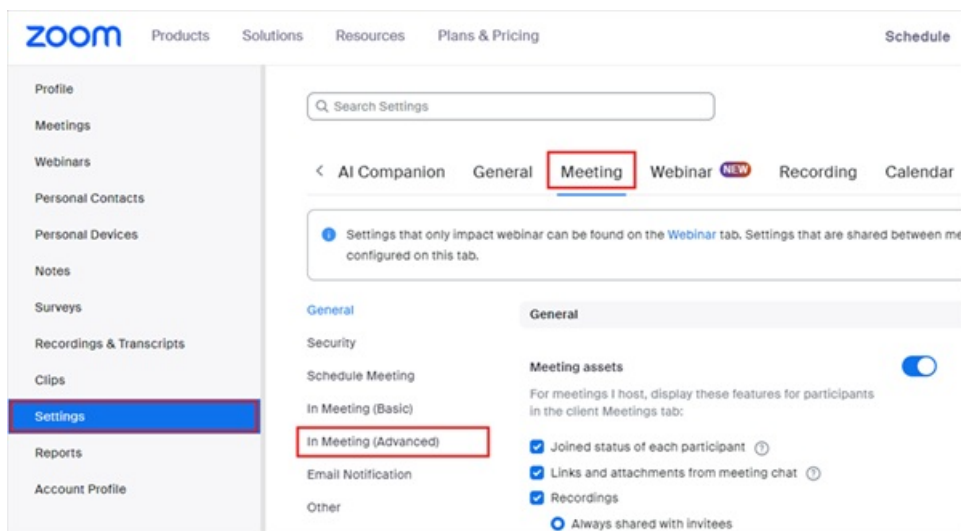 zoom Products Solutions Resources Plans & Pricing Schedule
Profile
Meetings
Webinars
Personal Contacts
Personal Devices
Notes
Surveys
Recordings & Transcripts
Clips
Settings
Reports
Account Profile
Search Settings
AI Companion General Meeting Webinar NEW Recording Calendar
Settings that only impact webinar can be found on the Webinar tab. Settings that are shared between me
configured on this tab.
General
Security
Schedule Meeting
In Meeting (Basic)
In Meeting (Advanced)
Email Notification
Other
General
Meeting assets
For meetings I host, display these features for participants
in the client Meetings tab:
Joined status of each participant
Links and attachments from meeting chat
Recordings
Always shared with invitees